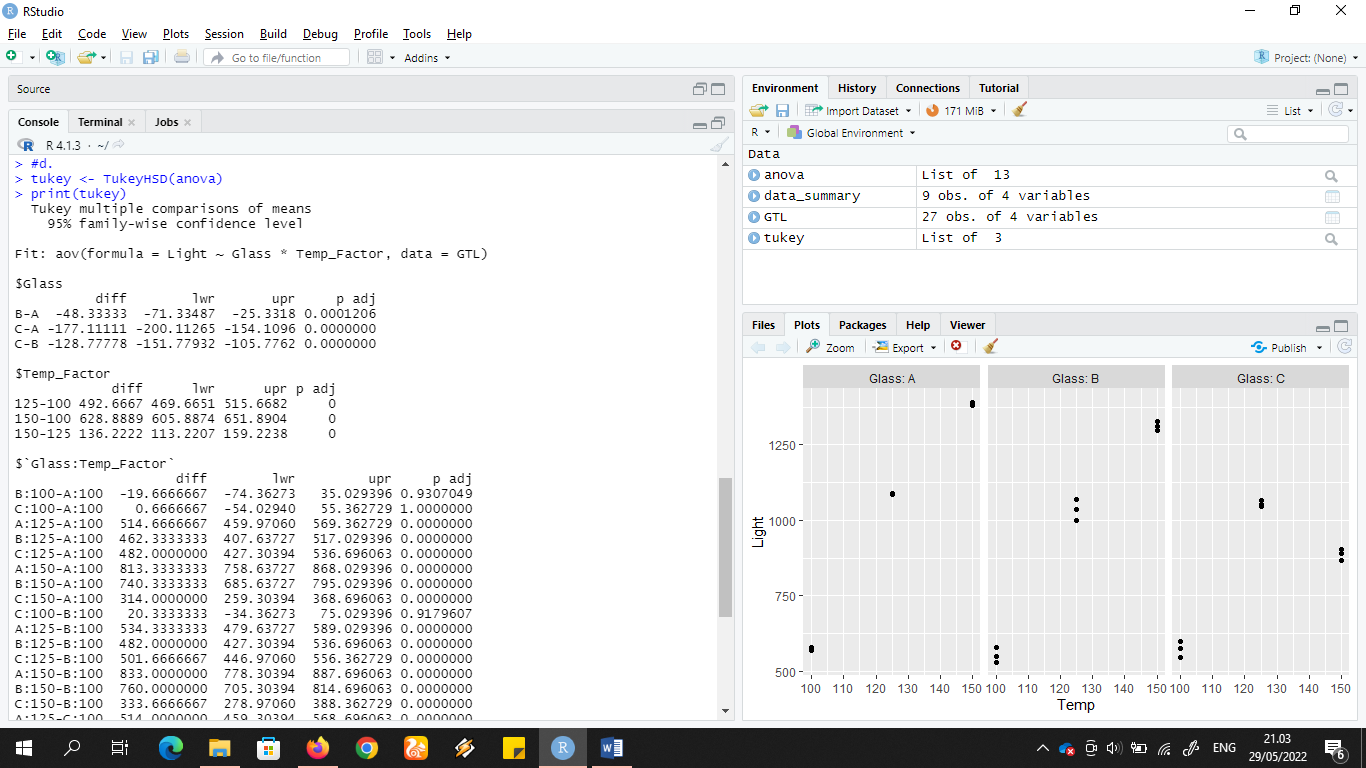 RStudio
File Edit Code View Plots Session Build Debug Profile Tools Help
Go to file/function Addins Project: (None)
Source
Console Terminal Jobs
R 4.1.3 · ~/
> #d.
> tukey <- TukeyHSD(anova)
> print(tukey)
Tukey multiple comparisons of means
95% family-wise confidence level
Fit: aov(formula = Light ~ Glass * Temp_Factor, data = GTL)
$Glass
diff lwr upr p adj
B-A -48.33333 -71.33487 -25.3318 0.0001206
C-A -177.11111 -200.11265 -154.1096 0.0000000
C-B -128.77778 -151.77932 -105.7762 0.0000000
$Temp_Factor
diff lwr upr p adj
125-100 492.6667 469.6651 515.6682 0
150-100 628.8889 605.8874 651.8904 0
150-125 136.2222 113.2207 159.2238 0
$`Glass:Temp_Factor`
diff lwr upr p adj
B:100-A:100 -19.6666667 -74.36273 35.029396 0.9307049
C:100-A:100 0.6666667 -54.02940 55.362729 1.0000000
A:125-A:100 514.6666667 459.97060 569.362729 0.0000000
B:125-A:100 462.3333333 407.63727 517.029396 0.0000000
C:125-A:100 482.0000000 427.30394 536.696063 0.0000000
A:150-A:100 813.3333333 758.63727 868.029396 0.0000000
B:150-A:100 740.3333333 685.63727 795.029396 0.0000000
C:150-A:100 314.0000000 259.30394 368.696063 0.0000000
C:100-B:100 20.3333333 -34.36273 75.029396 0.9179607
A:125-B:100 534.3333333 479.63727 589.029396 0.0000000
B:125-B:100 482.0000000 427.30394 536.696063 0.0000000
C:125-B:100 501.6666667 446.97060 556.362729 0.0000000
A:150-B:100 833.0000000 778.30394 887.696063 0.0000000
B:150-B:100 760.0000000 705.30394 814.696063 0.0000000
C:150-B:100 333.6666667 278.97060 388.362729 0.0000000
A:125-C:100 514.0000000 459.30394 568.696063 0.0000000
Environment History Connections Tutorial
Import Dataset 171 MiB List
R Global Environment
Data
anova List of 13
data_summary 9 obs. of 4 variables
GTL 27 obs. of 4 variables
tukey List of 3
Files Plots Packages Help Viewer
Zoom Export Publish
Glass: A Glass: B Glass: C
1250
1000
750
500
Light
100 110 120 130 140 150 100 110 120 130 140 150 100 110 120 130 140 150
Temp
ENG
21.03
29/05/2022
6